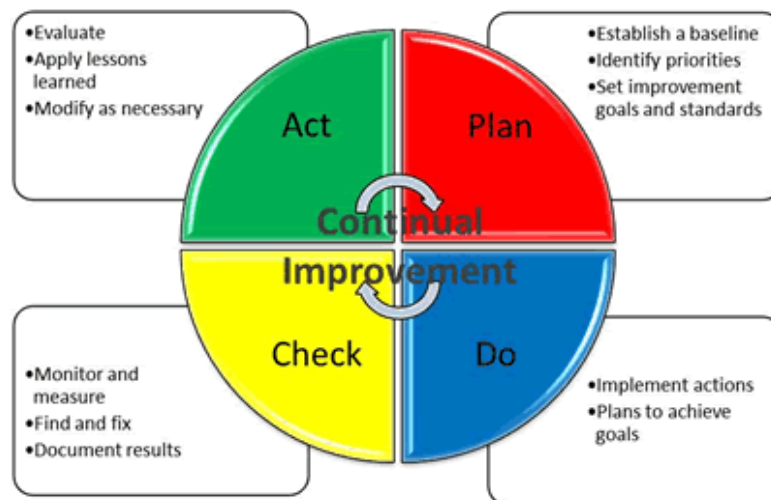 •Evaluate
•Apply lessons
learned
•Modify as necessary
Act
Plan
•Establish a baseline
•Identify priorities
•Set improvement
goals and standards
Continual
Improvement
•Monitor and
measure
•Find and fix
•Document results
Check
Do
•Implement actions
•Plans to achieve
goals